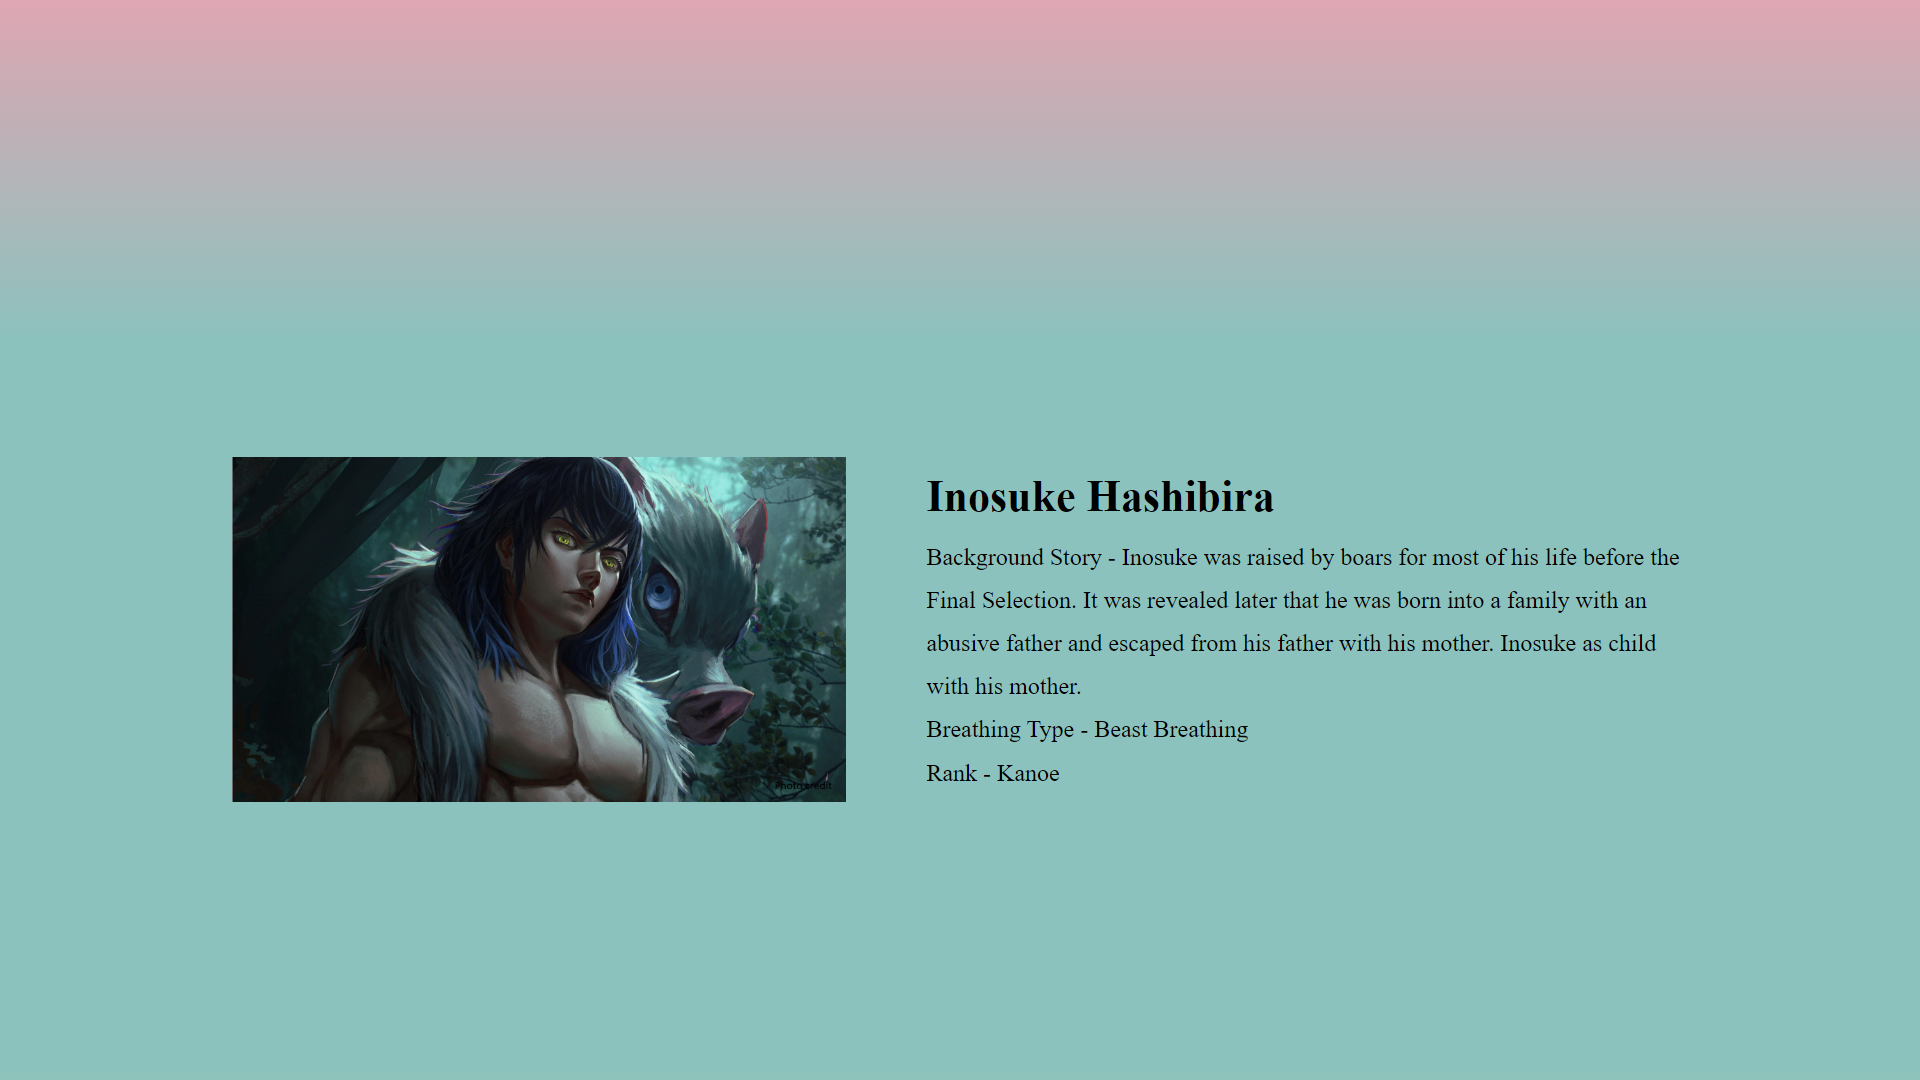 Inosuke Hashibira
Background Story - Inosuke was raised by boars for most of his life before the
Final Selection. It was revealed later that he was born into a family with an
abusive father and escaped from his father with his mother. Inosuke as child
with his mother.
Breathing Type - Beast Breathing
Rank - Kanoe
Photo credit